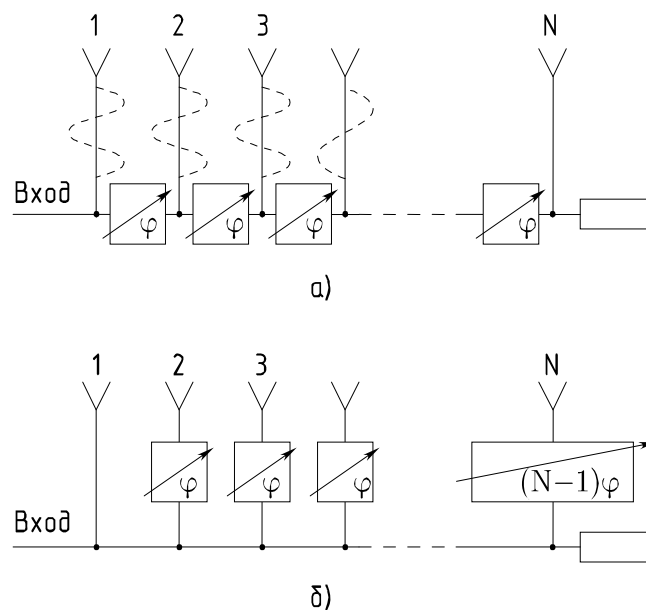 1 2 3 N
Вход
φ φ φ φ
а)
1 2 3 N
φ φ φ (N−1)φ
Вход
б)